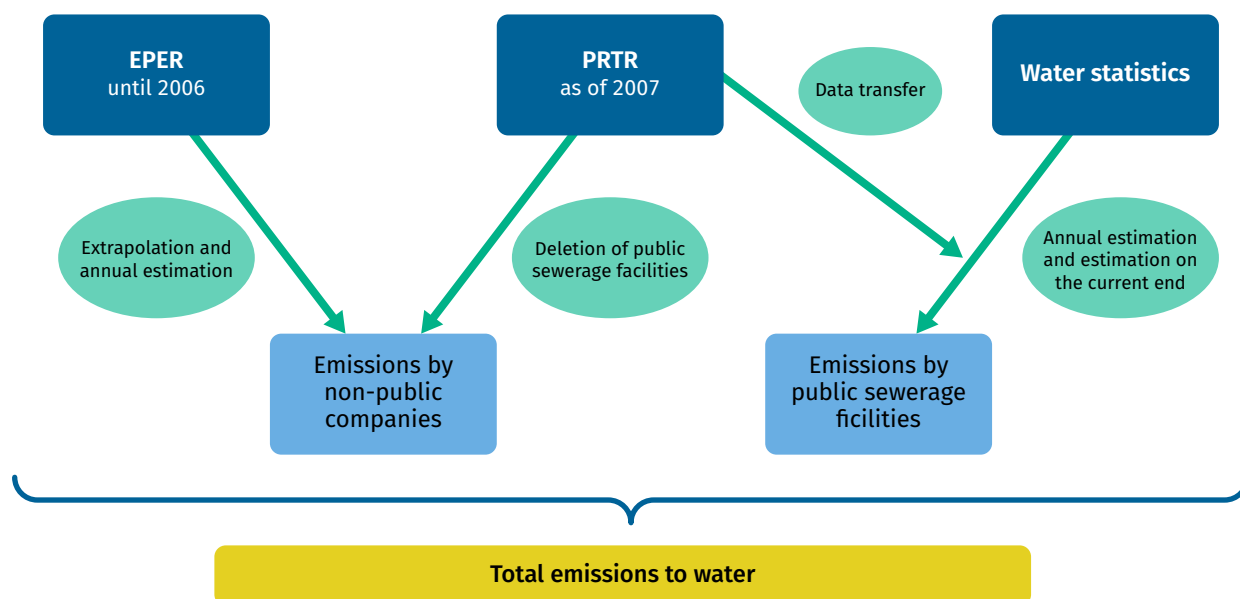 EPER
until 2006
PRTR
as of 2007
Water statistics
Data transfer
Extrapolation and
annual estimation
Deletion of public
sewerage facilities
Annual estimation
and estimation on
the current end
Emissions by
non-public
companies
Emissions by
public sewerage
ficilities
Total emissions to water